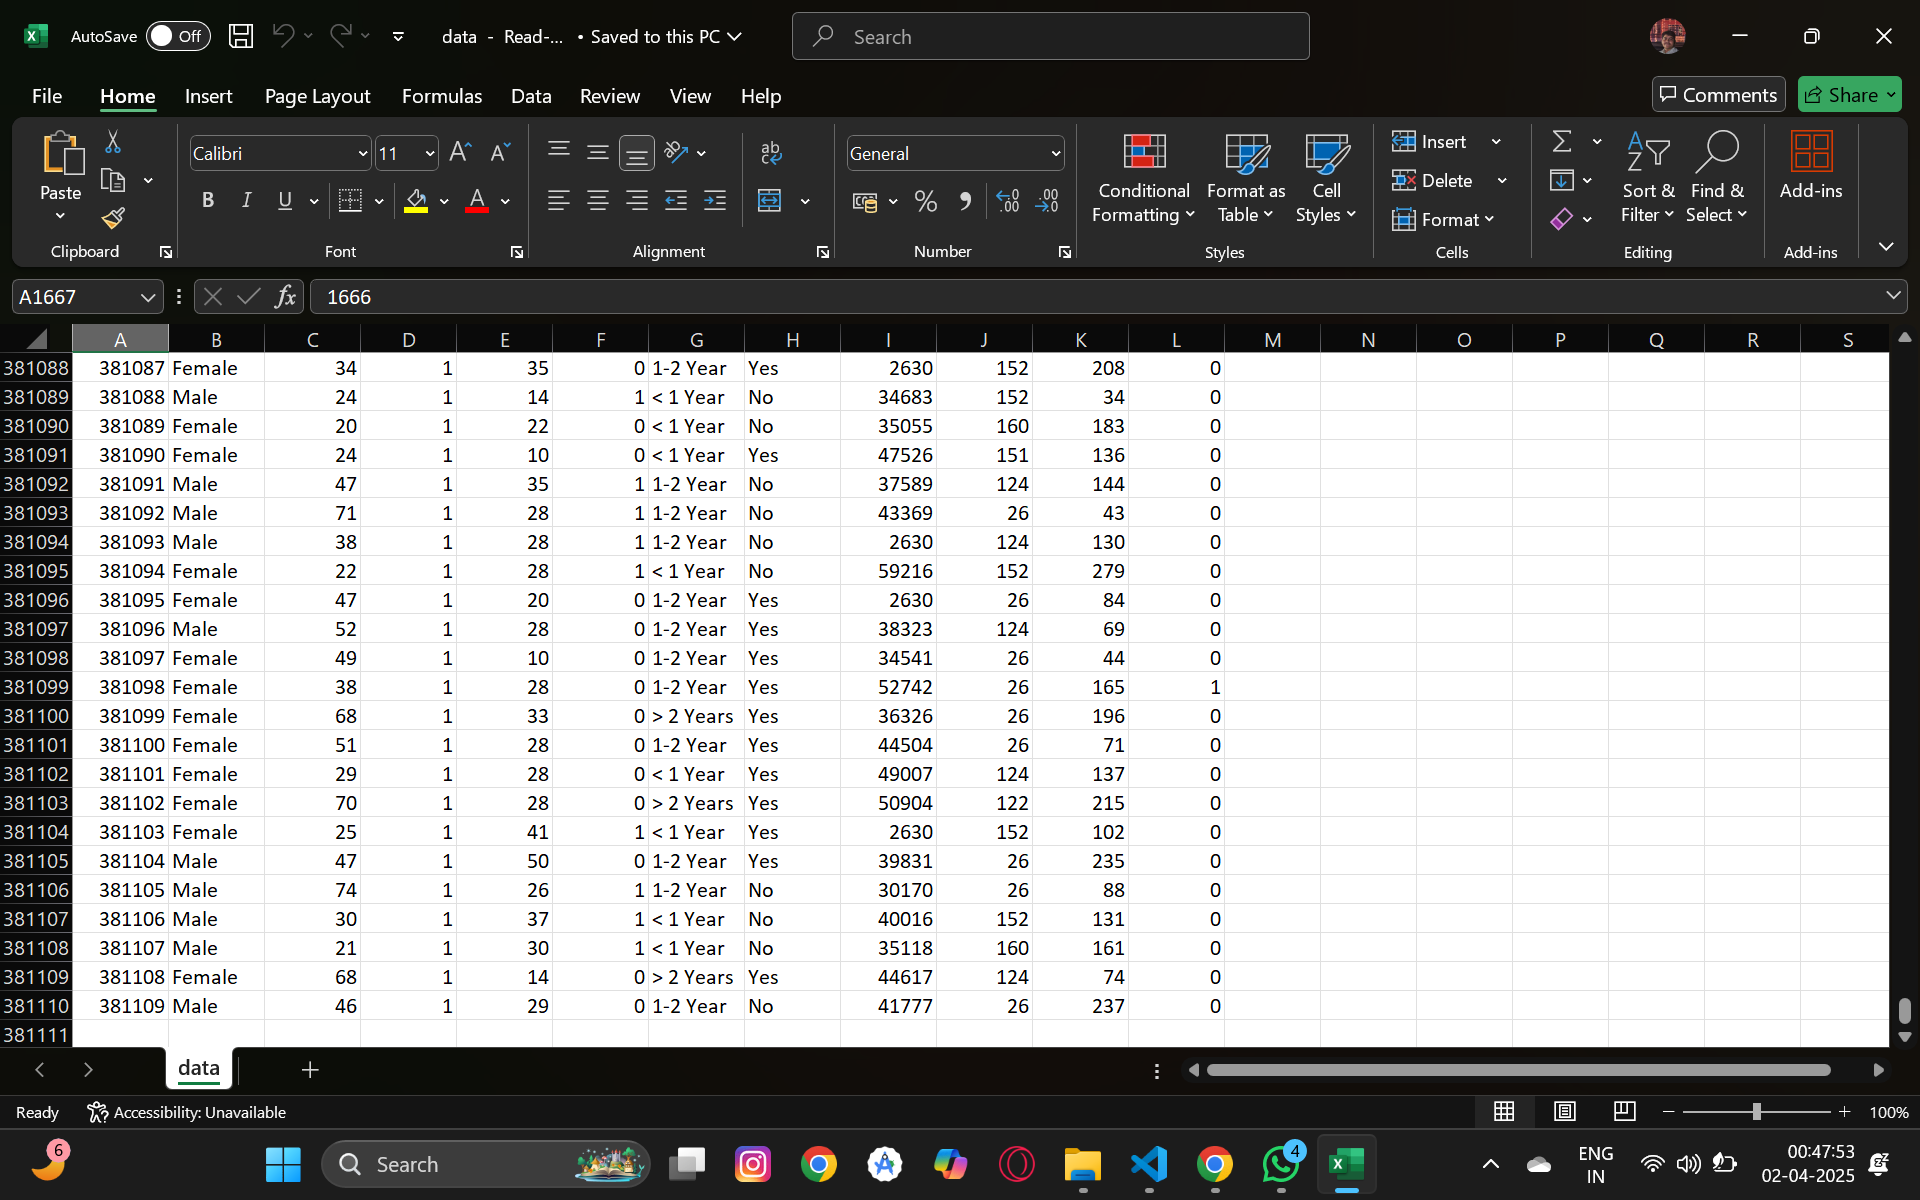 AutoSave Off data - Read-... • Saved to this PC Search
File Home Insert Page Layout Formulas Data Review View Help Comments Share
Paste Calibri 11 General Conditional Formatting Format as Table Cell Styles Insert Delete Format Sort & Filter Find & Select Add-ins
Clipboard Font Alignment Number Styles Cells Editing Add-ins
A1667 fx 1666
A B C D E F G H I J K L M N O P Q R S
381088 381087 Female 34 1 35 0 1-2 Year Yes 2630 152 208 0
381089 381088 Male 24 1 14 1 < 1 Year No 34683 152 34 0
381090 381089 Female 20 1 22 0 < 1 Year No 35055 160 183 0
381091 381090 Female 24 1 10 0 < 1 Year Yes 47526 151 136 0
381092 381091 Male 47 1 35 1 1-2 Year No 37589 124 144 0
381093 381092 Male 71 1 28 1 1-2 Year No 43369 26 43 0
381094 381093 Male 38 1 28 1 1-2 Year No 2630 124 130 0
381095 381094 Female 22 1 28 1 < 1 Year No 59216 152 279 0
381096 381095 Female 47 1 20 0 1-2 Year Yes 2630 26 84 0
381097 381096 Male 52 1 28 0 1-2 Year Yes 38323 124 69 0
381098 381097 Female 49 1 10 0 1-2 Year Yes 34541 26 44 0
381099 381098 Female 38 1 28 0 1-2 Year Yes 52742 26 165 1
381100 381099 Female 68 1 33 0 > 2 Years Yes 36326 26 196 0
381101 381100 Female 51 1 28 0 1-2 Year Yes 44504 26 71 0
381102 381101 Female 29 1 28 0 < 1 Year Yes 49007 124 137 0
381103 381102 Female 70 1 28 0 > 2 Years Yes 50904 122 215 0
381104 381103 Female 25 1 41 1 < 1 Year Yes 2630 152 102 0
381105 381104 Male 47 1 50 0 1-2 Year Yes 39831 26 235 0
381106 381105 Male 74 1 26 1 1-2 Year No 30170 26 88 0
381107 381106 Male 30 1 37 1 < 1 Year No 40016 152 131 0
381108 381107 Male 21 1 30 1 < 1 Year No 35118 160 161 0
381109 381108 Female 68 1 14 0 > 2 Years Yes 44617 124 74 0
381110 381109 Male 46 1 29 0 1-2 Year No 41777 26 237 0
381111
data
Ready Accessibility: Unavailable 100%
6 Search 4 ENG IN 00:47:53 02-04-2025